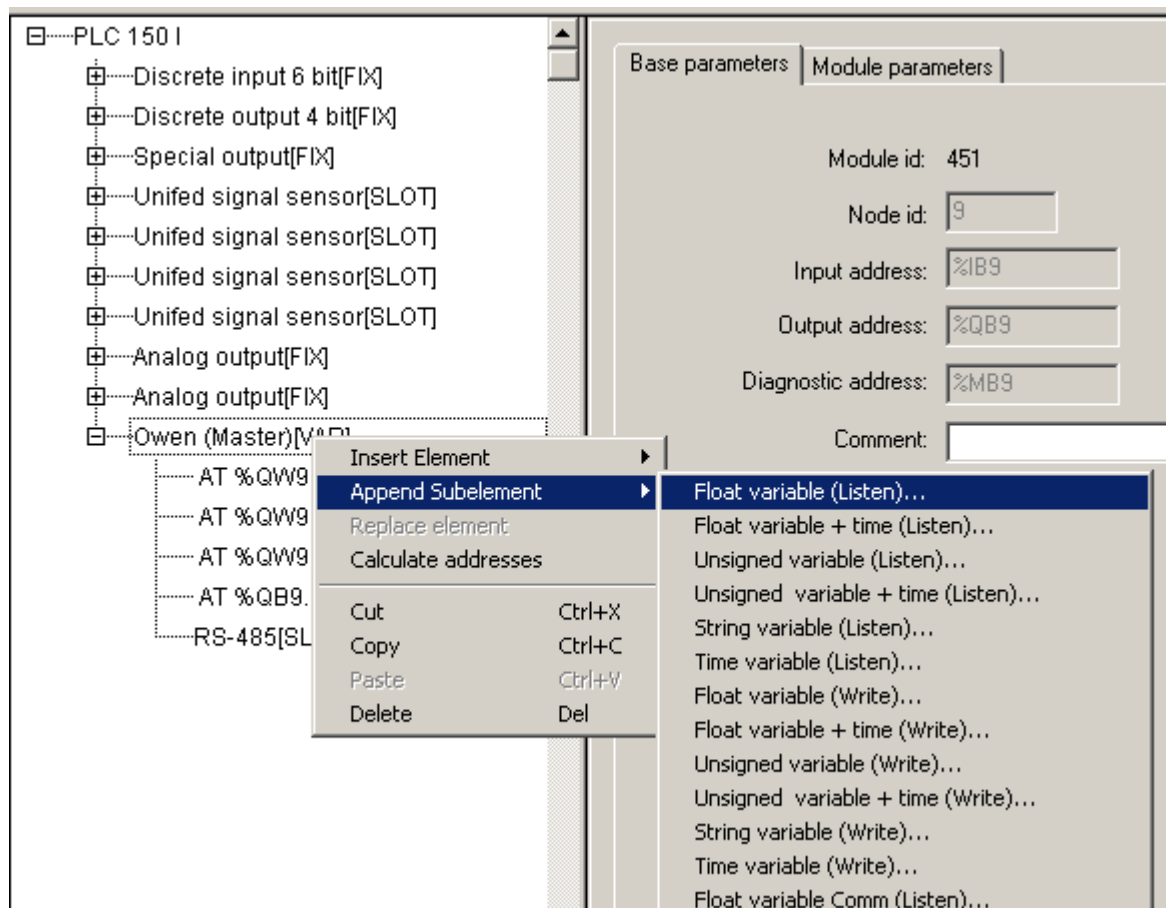 PLC 150 I
Discrete input 6 bit[FIX]
Discrete output 4 bit[FIX]
Special output[FIX]
Unifed signal sensor[SLOT]
Unifed signal sensor[SLOT]
Unifed signal sensor[SLOT]
Unifed signal sensor[SLOT]
Analog output[FIX]
Analog output[FIX]
Owen (Master)[VAR]
AT %QW9
AT %QW9
AT %QW9
AT %QB9.
RS-485[SL
Insert Element
Append Subelement
Replace element
Calculate addresses
Cut Ctrl+X
Copy Ctrl+C
Paste Ctrl+V
Delete Del
Base parameters Module parameters
Module id: 451
Node id: 9
Input address: %IB9
Output address: %QB9
Diagnostic address: %MB9
Comment:
Float variable (Listen)...
Float variable + time (Listen)...
Unsigned variable (Listen)...
Unsigned variable + time (Listen)...
String variable (Listen)...
Time variable (Listen)...
Float variable (Write)...
Float variable + time (Write)...
Unsigned variable (Write)...
Unsigned variable + time (Write)...
String variable (Write)...
Time variable (Write)...
Float variable Comm (Listen)...